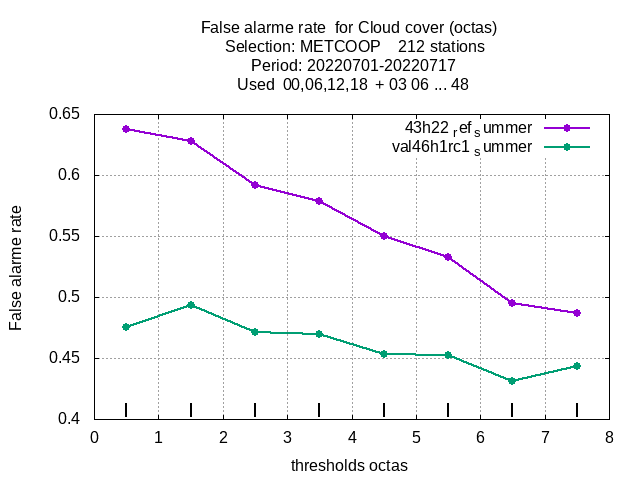 False alarme rate  for Cloud cover (octas)
Selection: METCOOP    212 stations
Period: 20220701-20220717
Used  00,06,12,18  + 03 06 ... 48
0.65
0.6
0.55
0.5
0.45
0.4
False alarme rate
43h22 ref summer
val46h1rc1 summer
0 1 2 3 4 5 6 7 8
thresholds octas